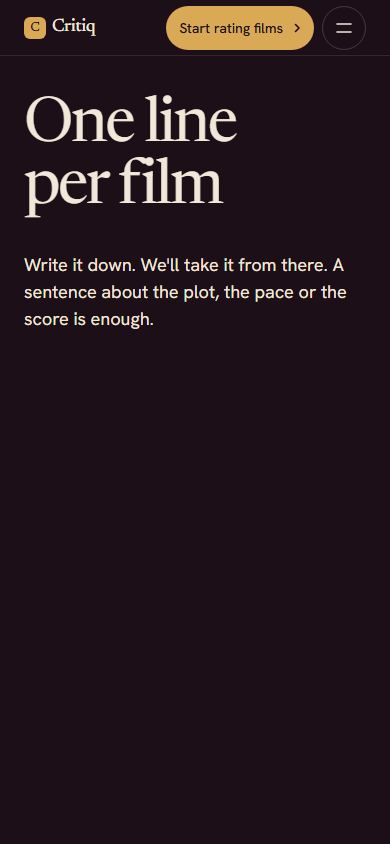 C Critiq
Start rating films
One line
per film
Write it down. We'll take it from there. A
sentence about the plot, the pace or the
score is enough.